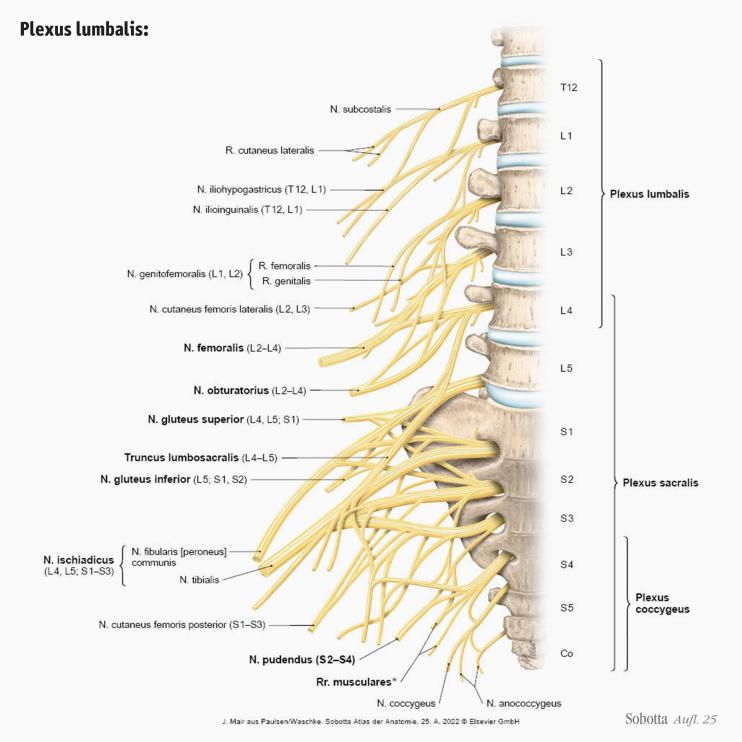 Plexus lumbalis:
T12
N. subcostalis
L1
R. cutaneus lateralis
N. iliohypogastricus (T12, L1)
L2
Plexus lumbalis
N. ilioinguinalis (T12, L1)
L3
N. genitofemoralis (L1, L2)
R. femoralis
R. genitalis
N. cutaneus femoris lateralis (L2, L3)
L4
N. femoralis (L2–L4)
L5
N. obturatorius (L2–L4)
N. gluteus superior (L4, L5; S1)
S1
Truncus lumbosacralis (L4–L5)
N. gluteus inferior (L5; S1, S2)
S2
Plexus sacralis
S3
N. ischiadicus
(L4, L5; S1–S3)
N. fibularis [peroneus]
communis
N. tibialis
S4
Plexus
coccygeus
S5
N. cutaneus femoris posterior (S1–S3)
Co
N. pudendus (S2–S4)
Rr. musculares*
N. coccygeus
N. anococcygeus
J. Mair aus Paulsen/Waschke. Sobotta Atlas der Anatomie, 25. A. 2022 © Elsevier GmbH
Sobotta Aufl. 25